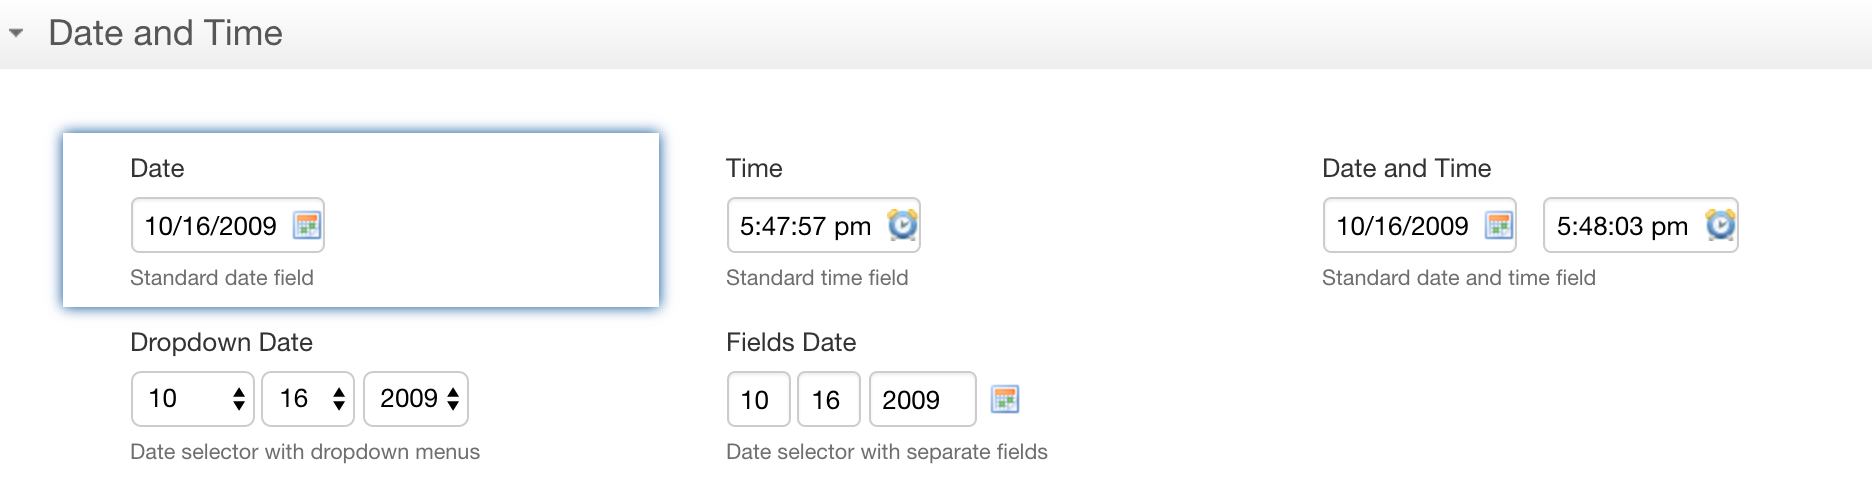 Date and Time
Date
Time
Date and Time
10/16/2009
5:47:57 pm
10/16/2009
5:48:03 pm
Standard date field
Standard time field
Standard date and time field
Dropdown Date
Fields Date
10
16
2009
10
16
2009
Date selector with dropdown menus
Date selector with separate fields